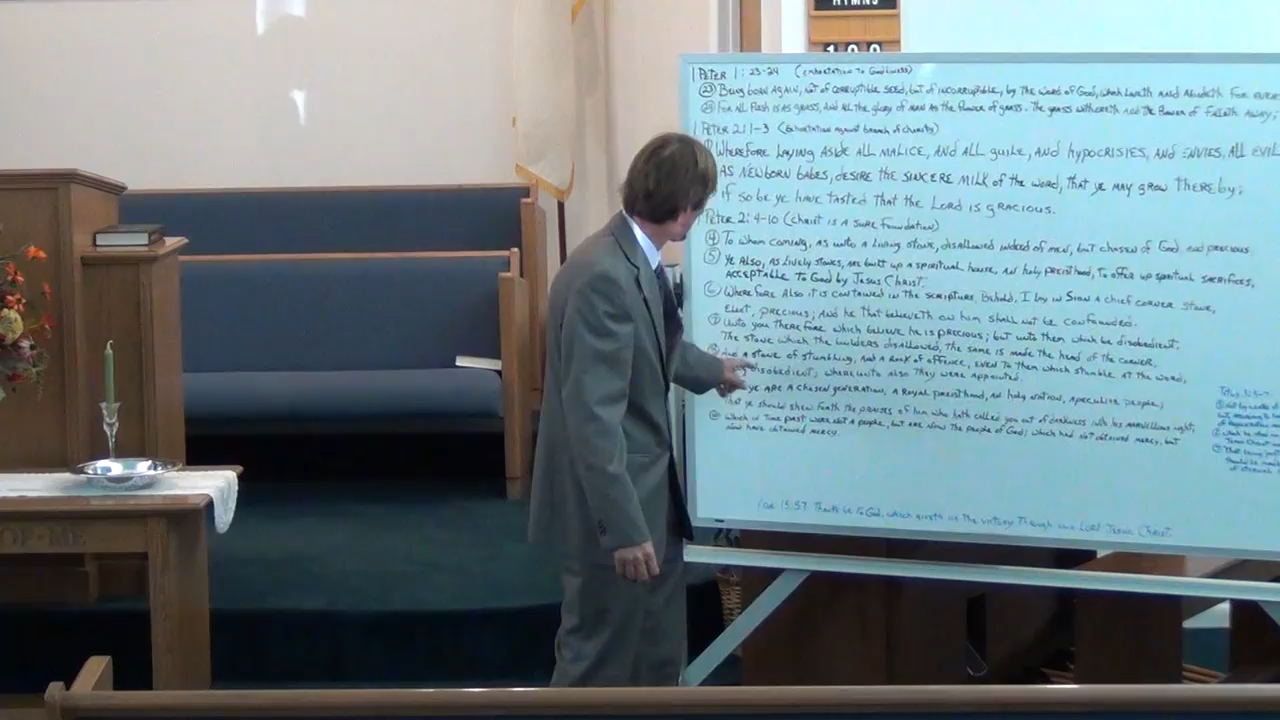 HYMNS
1 Peter 1:23-24 (Exhortation to Godliness)
(23) Being born again, not of corruptible seed, but of incorruptible, by the word of God, which liveth and abideth for ever
(24) For all flesh is as grass, and all the glory of man as the flower of grass. The grass withereth and the flower of falleth away;
1 Peter 2:1-3 (Exhortation against breach of charity)
Wherefore laying aside all malice, and all guile, and hypocrisies, and envies, all evil
As newborn babes, desire the sincere milk of the word, that ye may grow thereby;
if so be ye have tasted that the Lord is gracious.
Peter 2:4-10 (Christ is a sure foundation)
(4) To whom coming, as unto a living stone, disallowed indeed of men, but chosen of God, and precious.
(5) Ye also, as lively stones, are built up a spiritual house, an holy preisthood, to offer up spiritual sacrifices,
acceptable to God by Jesus Christ.
(6) Wherefore also it is contained in the scripture, Behold, I lay in Sion a chief corner stone,
Elect, precious; and he that believeth on him shall not be confounded.
(7) Unto you therefore which believe he is precious; but unto them which be disobedient,
The stone which the builders disallowed, the same is made the head of the corner,
And a stone of stumbling, and a rock of offence, even to them which stumble at the word,
disobedient; whereunto also they were appointed.
ye are a chosen generation, a royal preisthood, an holy nation, a peculiar people;
that ye should shew forth the praises of him who hath called you out of darkness into his marvellous light;
(10) Which in time past were not a people, but are now the people of God; which had not obtained mercy, but
now have obtained mercy.
Titus 3:5-7
15:57 Thanks be to God, which giveth us the victory through our Lord Jesus Christ.
OF ME